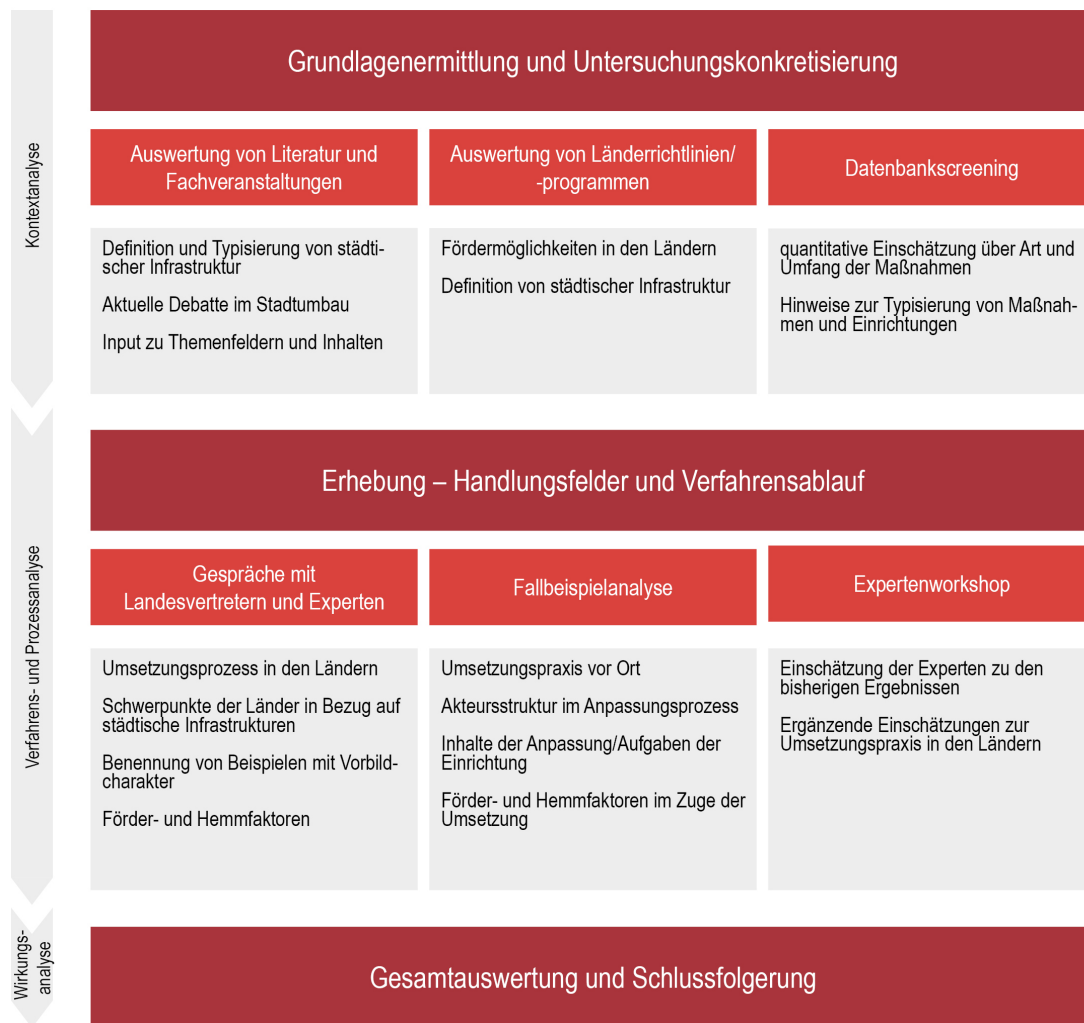 Kontextanalyse
Grundlagenermittlung und Untersuchungskonkretisierung
Auswertung von Literatur und
Fachveranstaltungen
Definition und Typisierung von städti-
scher Infrastruktur
Aktuelle Debatte im Stadtumbau
Input zu Themenfeldern und Inhalten
Auswertung von Länderrichtlinien/
-programmen
Fördermöglichkeiten in den Ländern
Definition von städtischer Infrastruktur
Datenbankscreening
quantitative Einschätzung über Art und
Umfang der Maßnahmen
Hinweise zur Typisierung von Maßnah-
men und Einrichtungen
Verfahrens- und Prozessanalyse
Erhebung – Handlungsfelder und Verfahrensablauf
Gespräche mit
Landesvertretern und Experten
Umsetzungsprozess in den Ländern
Schwerpunkte der Länder in Bezug auf
städtische Infrastrukturen
Benennung von Beispielen mit Vorbild-
charakter
Förder- und Hemmfaktoren
Fallbeispielanalyse
Umsetzungspraxis vor Ort
Akteursstruktur im Anpassungsprozess
Inhalte der Anpassung/Aufgaben der
Einrichtung
Förder- und Hemmfaktoren im Zuge der
Umsetzung
Expertenworkshop
Einschätzung der Experten zu den
bisherigen Ergebnissen
Ergänzende Einschätzungen zur
Umsetzungspraxis in den Ländern
Wirkungs-
analyse
Gesamtauswertung und Schlussfolgerung